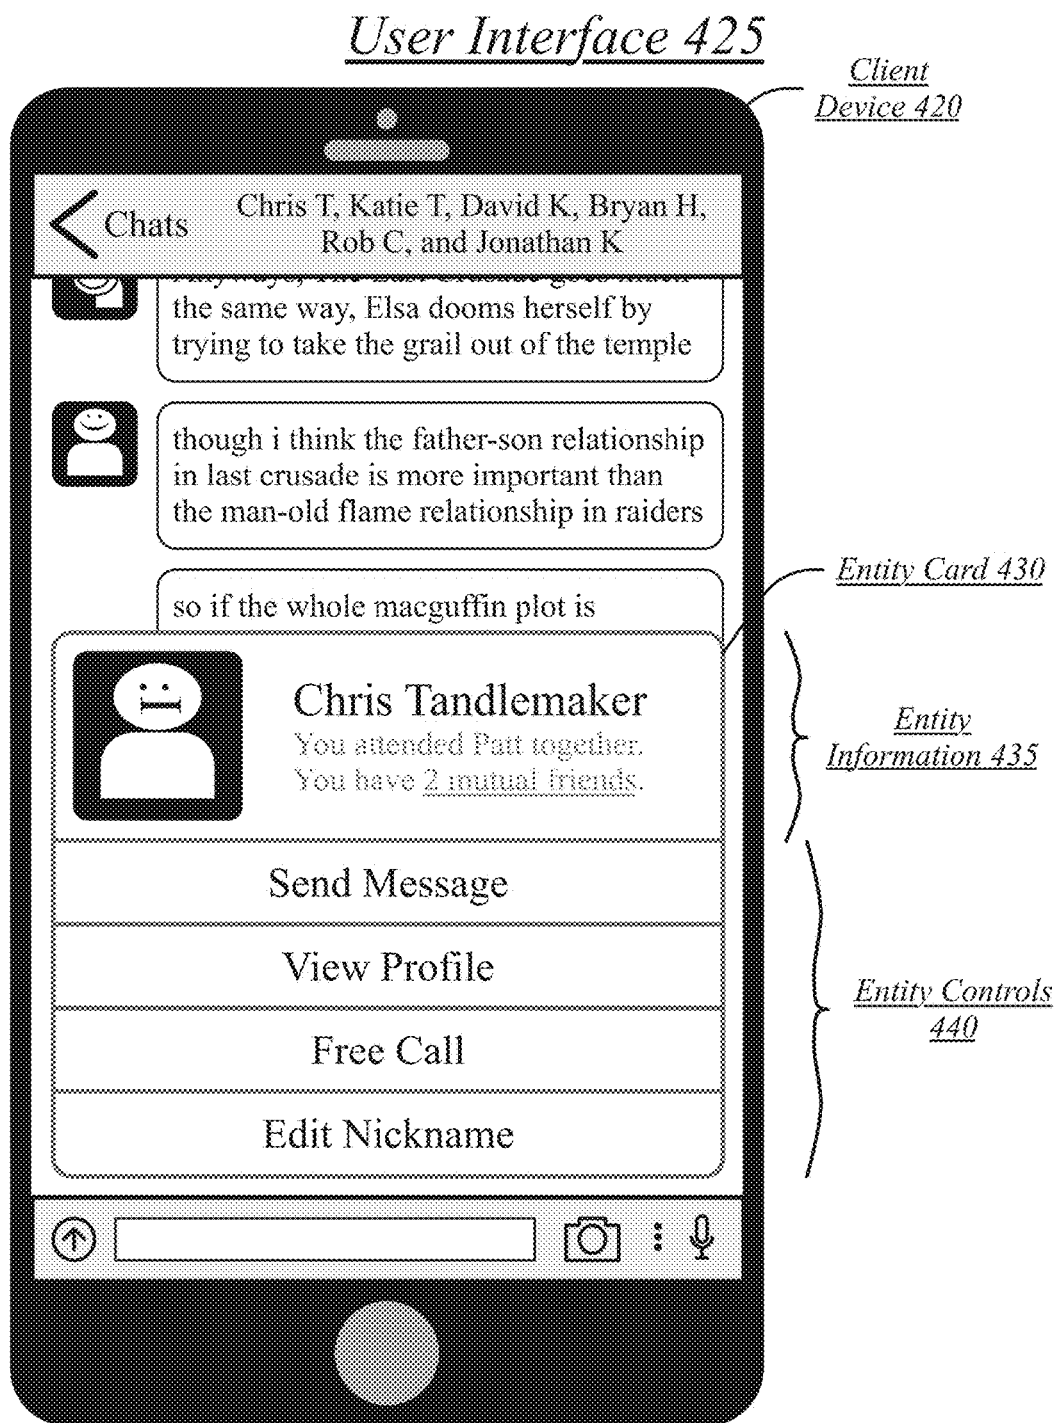 User Interface 425
Client
Device 420
Chats
Chris T, Katie T, David K, Bryan H,
Rob C, and Jonathan K
the same way, Elsa dooms herself by
trying to take the grail out of the temple
though i think the father-son relationship
in last crusade is more important than
the man-old flame relationship in raiders
so if the whole macguffin plot is
Entity Card 430
Chris Tandlemaker
You attended Patt together.
You have 2 mutual friends.
Entity
Information 435
Send Message
View Profile
Free Call
Edit Nickname
Entity Controls
440